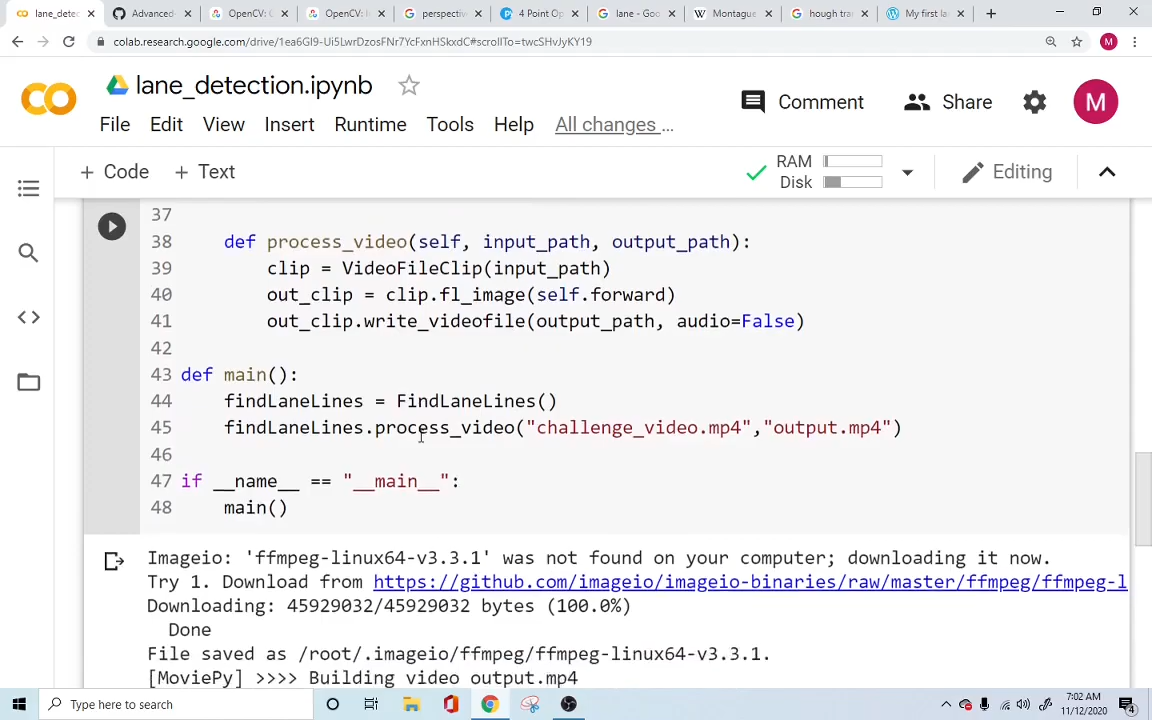 lane_detec
Advanced-
OpenCV: C
OpenCV: I
perspectiv
4 Point Op
lane - Goo
Montague
hough tra
My first la
colab.research.google.com/drive/1ea6GI9-Ui5LwrDzosFNr7YcFxnHSkxdC#scrollTo=twcSHvJyKY19
M
lane_detection.ipynb
Comment
Share
M
File Edit View Insert Runtime Tools Help All changes ...
+ Code + Text
RAM
Disk
Editing
37
38 def process_video(self, input_path, output_path):
39 clip = VideoFileClip(input_path)
40 out_clip = clip.fl_image(self.forward)
41 out_clip.write_videofile(output_path, audio=False)
42
43 def main():
44 findLaneLines = FindLaneLines()
45 findLaneLines.process_video("challenge_video.mp4","output.mp4")
46
47 if __name__ == "__main__":
48 main()
Imageio: 'ffmpeg-linux64-v3.3.1' was not found on your computer; downloading it now.
Try 1. Download from https://github.com/imageio/imageio-binaries/raw/master/ffmpeg/ffmpeg-l
Downloading: 45929032/45929032 bytes (100.0%)
Done
File saved as /root/.imageio/ffmpeg/ffmpeg-linux64-v3.3.1.
[MoviePy] >>>> Building video output.mp4
Type here to search
7:02 AM
11/12/2020
4